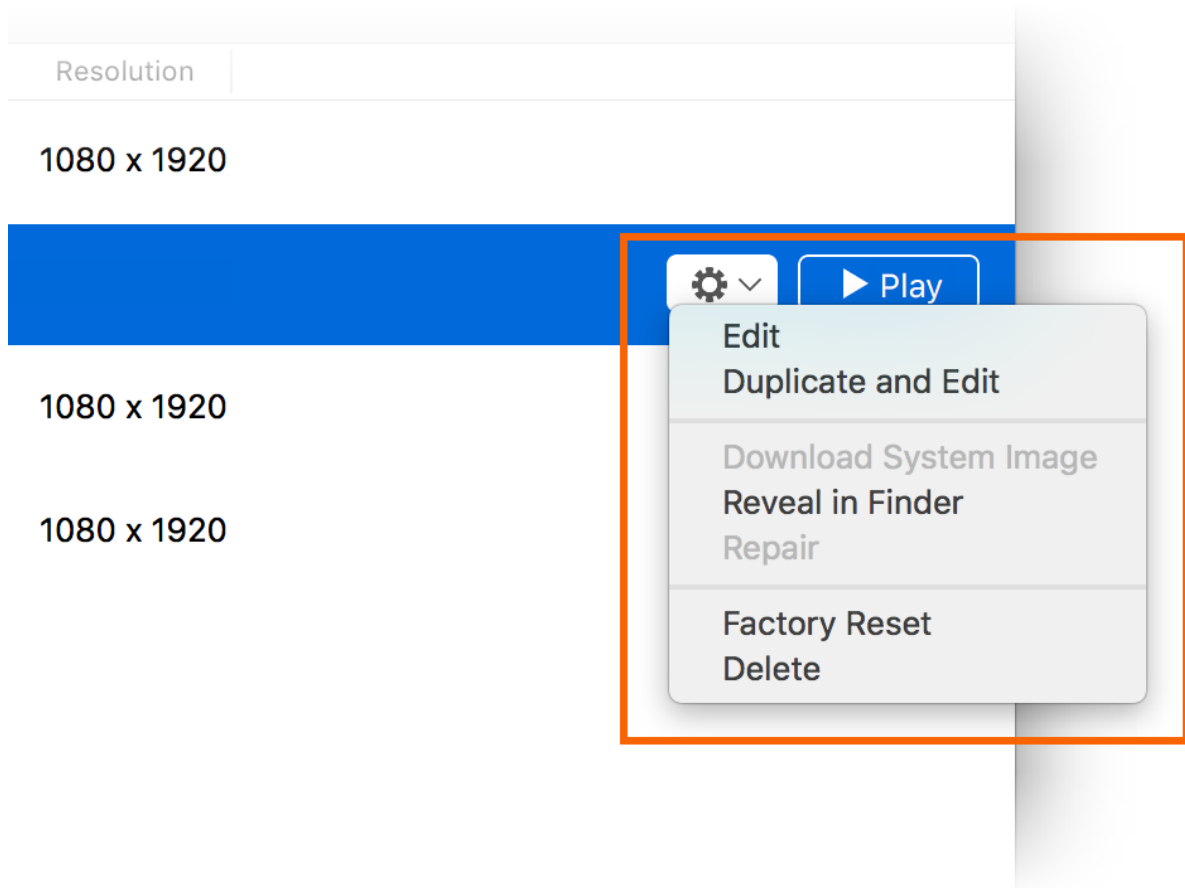 Resolution
1080 x 1920
Play
Edit
Duplicate and Edit
Download System Image
Reveal in Finder
Repair
Factory Reset
Delete
1080 x 1920
1080 x 1920